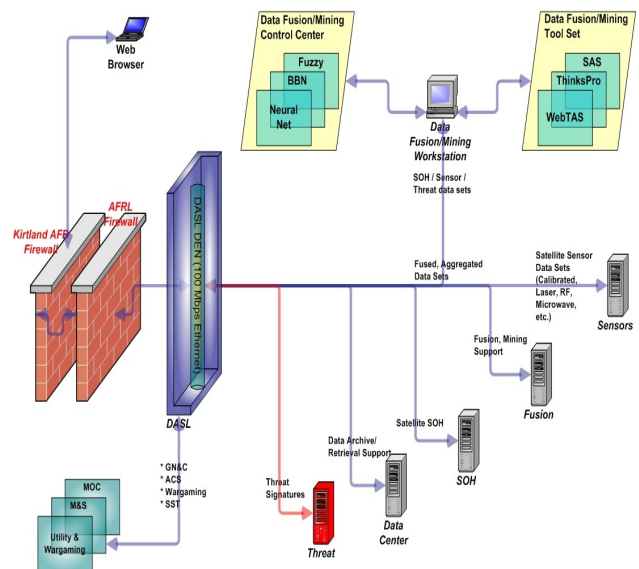 Web
Browser
Data Fusion/Mining
Control Center
Fuzzy
BBN
Neural
Net
Data Fusion/Mining
Tool Set
SAS
ThinksPro
WebTAS
Data
Fusion/Mining
Workstation
SOH / Sensor /
Threat data sets
Kirtland AFB
Firewall
AFRL
Firewall
DASL DEN (100 Mbps Ethernet)
DASL
Fused, Aggregated
Data Sets
Satellite Sensor
Data Sets
(Calibrated,
Laser, RF,
Microwave,
etc.)
Sensors
Fusion, Mining
Support
Fusion
Satellite SOH
SOH
Data Archive/
Retrieval Support
Data
Center
Threat
Signatures
Threat
* GN&C
* ACS
* Wargaming
* SST
MOC
M&S
Utility &
Wargaming